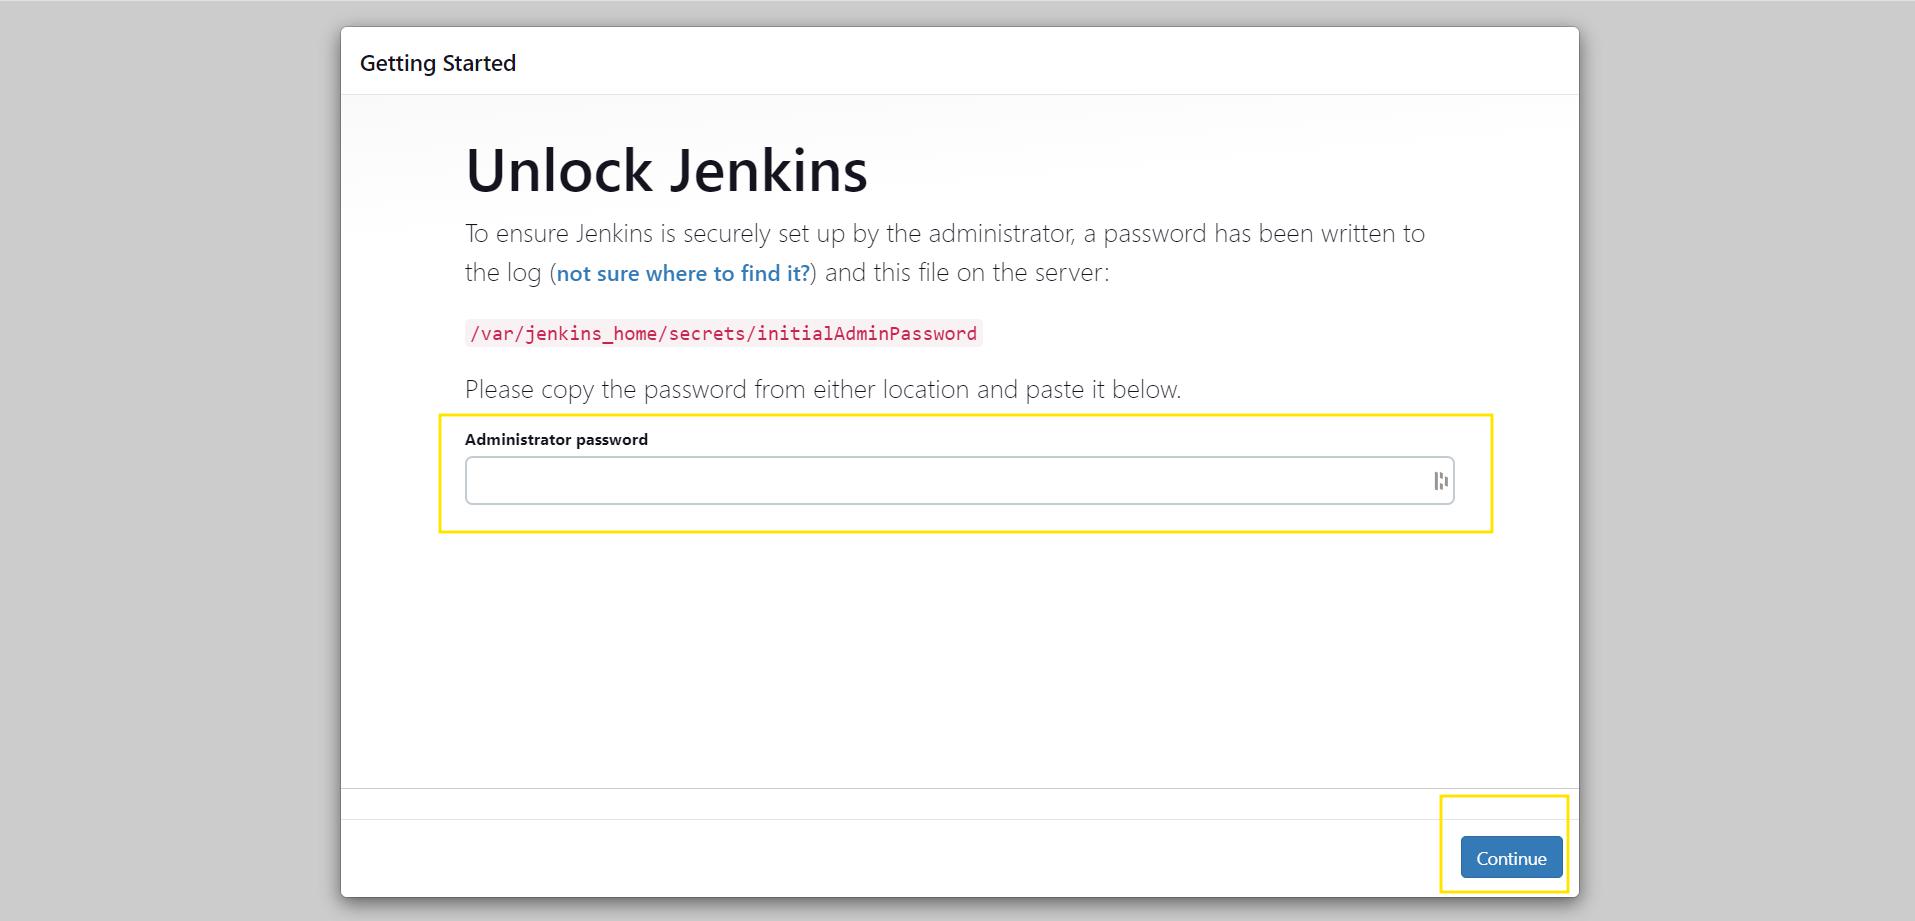 Getting Started
Unlock Jenkins
To ensure Jenkins is securely set up by the administrator, a password has been written to
the log (not sure where to find it?) and this file on the server:
/var/jenkins_home/secrets/initialAdminPassword
Please copy the password from either location and paste it below.
Administrator password
Continue